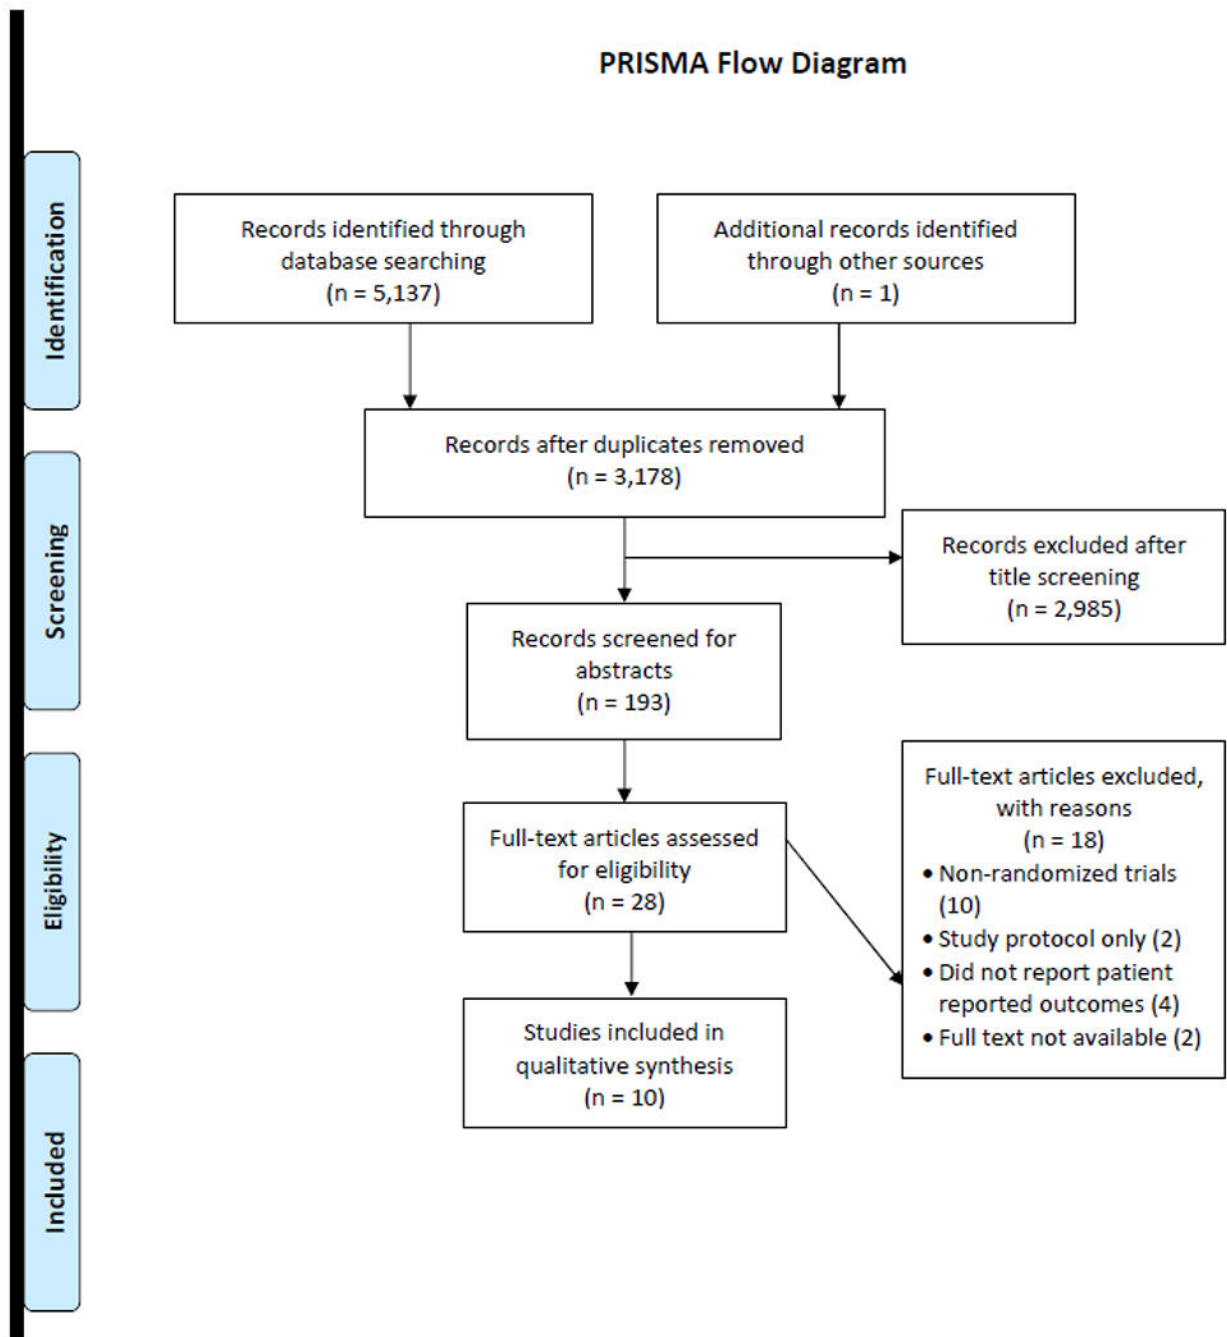 PRISMA Flow Diagram
Identification
Records identified through
database searching
(n = 5,137)
Additional records identified
through other sources
(n = 1)
Records after duplicates removed
(n = 3,178)
Screening
Records excluded after
title screening
(n = 2,985)
Records screened for
abstracts
(n = 193)
Eligibility
Full-text articles assessed
for eligibility
(n = 28)
Full-text articles excluded,
with reasons
(n = 18)
• Non-randomized trials
(10)
• Study protocol only (2)
• Did not report patient
reported outcomes (4)
• Full text not available (2)
Studies included in
qualitative synthesis
(n = 10)
Included